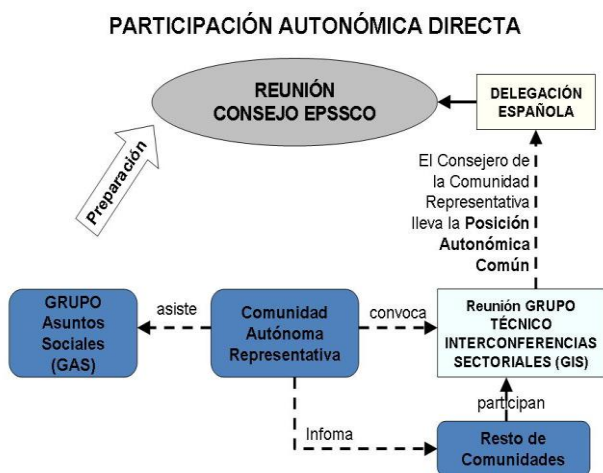 PARTICIPACIÓN AUTONÓMICA DIRECTA
REUNIÓN
CONSEJO EPSSCO
DELEGACIÓN
ESPAÑOLA
Preparación
El Consejero de
la Comunidad
Representativa
lleva la Posición
Autonómica
Común
GRUPO
Asuntos
Sociales
(GAS)
asiste
Comunidad
Autónoma
Representativa
convoca
Reunión GRUPO
TÉCNICO
INTERCONFERENCIAS
SECTORIALES (GIS)
participan
Infoma
Resto de
Comunidades